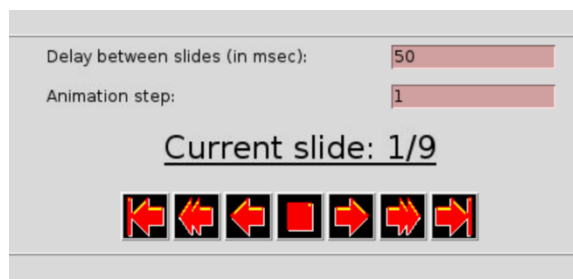 Delay between slides (in msec): 50
Animation step: 1
Current slide: 1/9